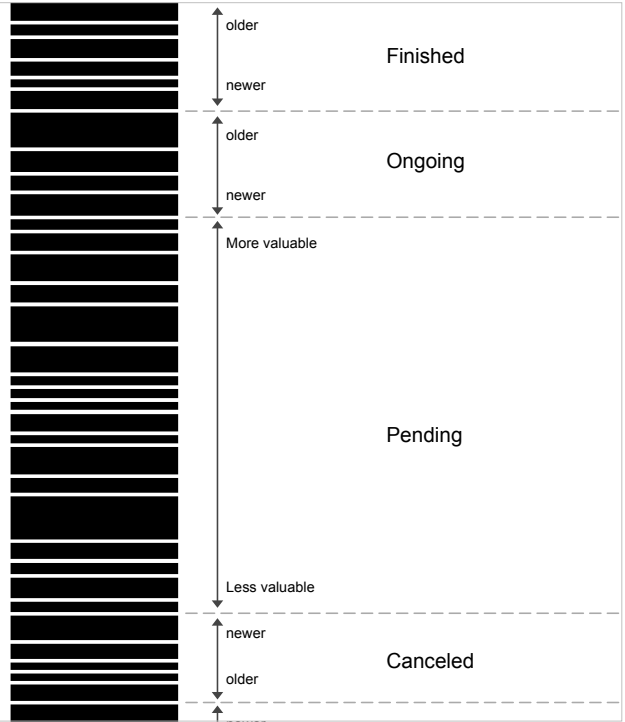 older
Finished
newer
older
Ongoing
newer
More valuable
Pending
Less valuable
newer
Canceled
older